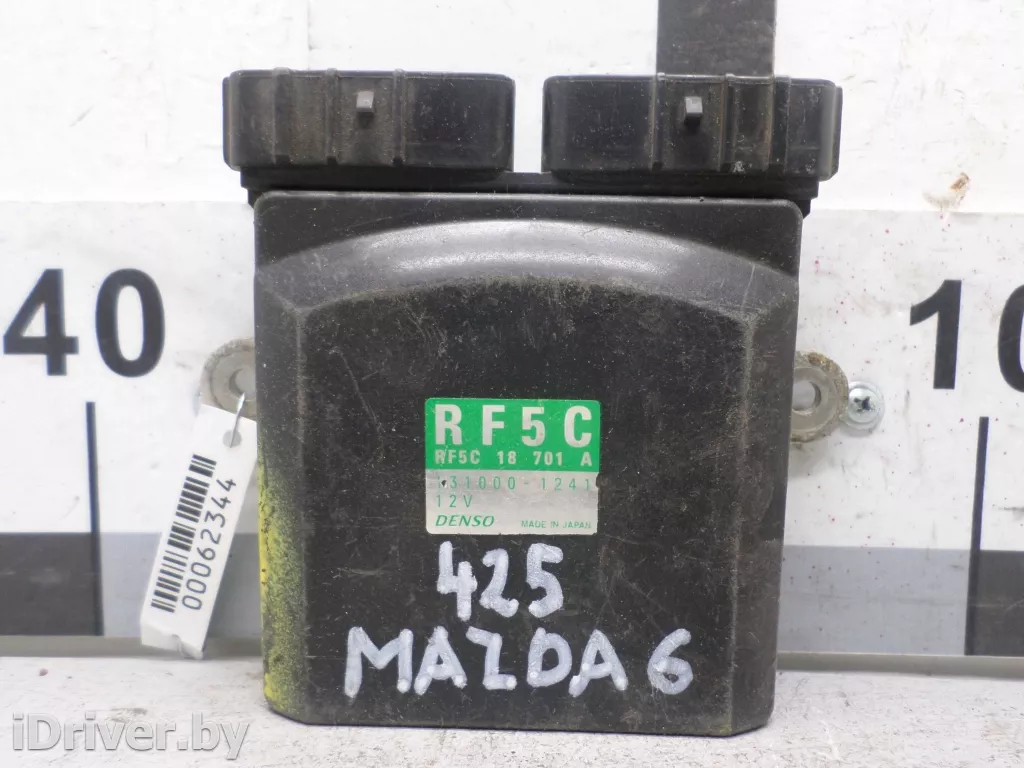 40
10
RF5C
RF5C 18 701 A
131000-1241
12V
DENSO MADE IN JAPAN
00062344
425
MAZDA 6
iDriver.by